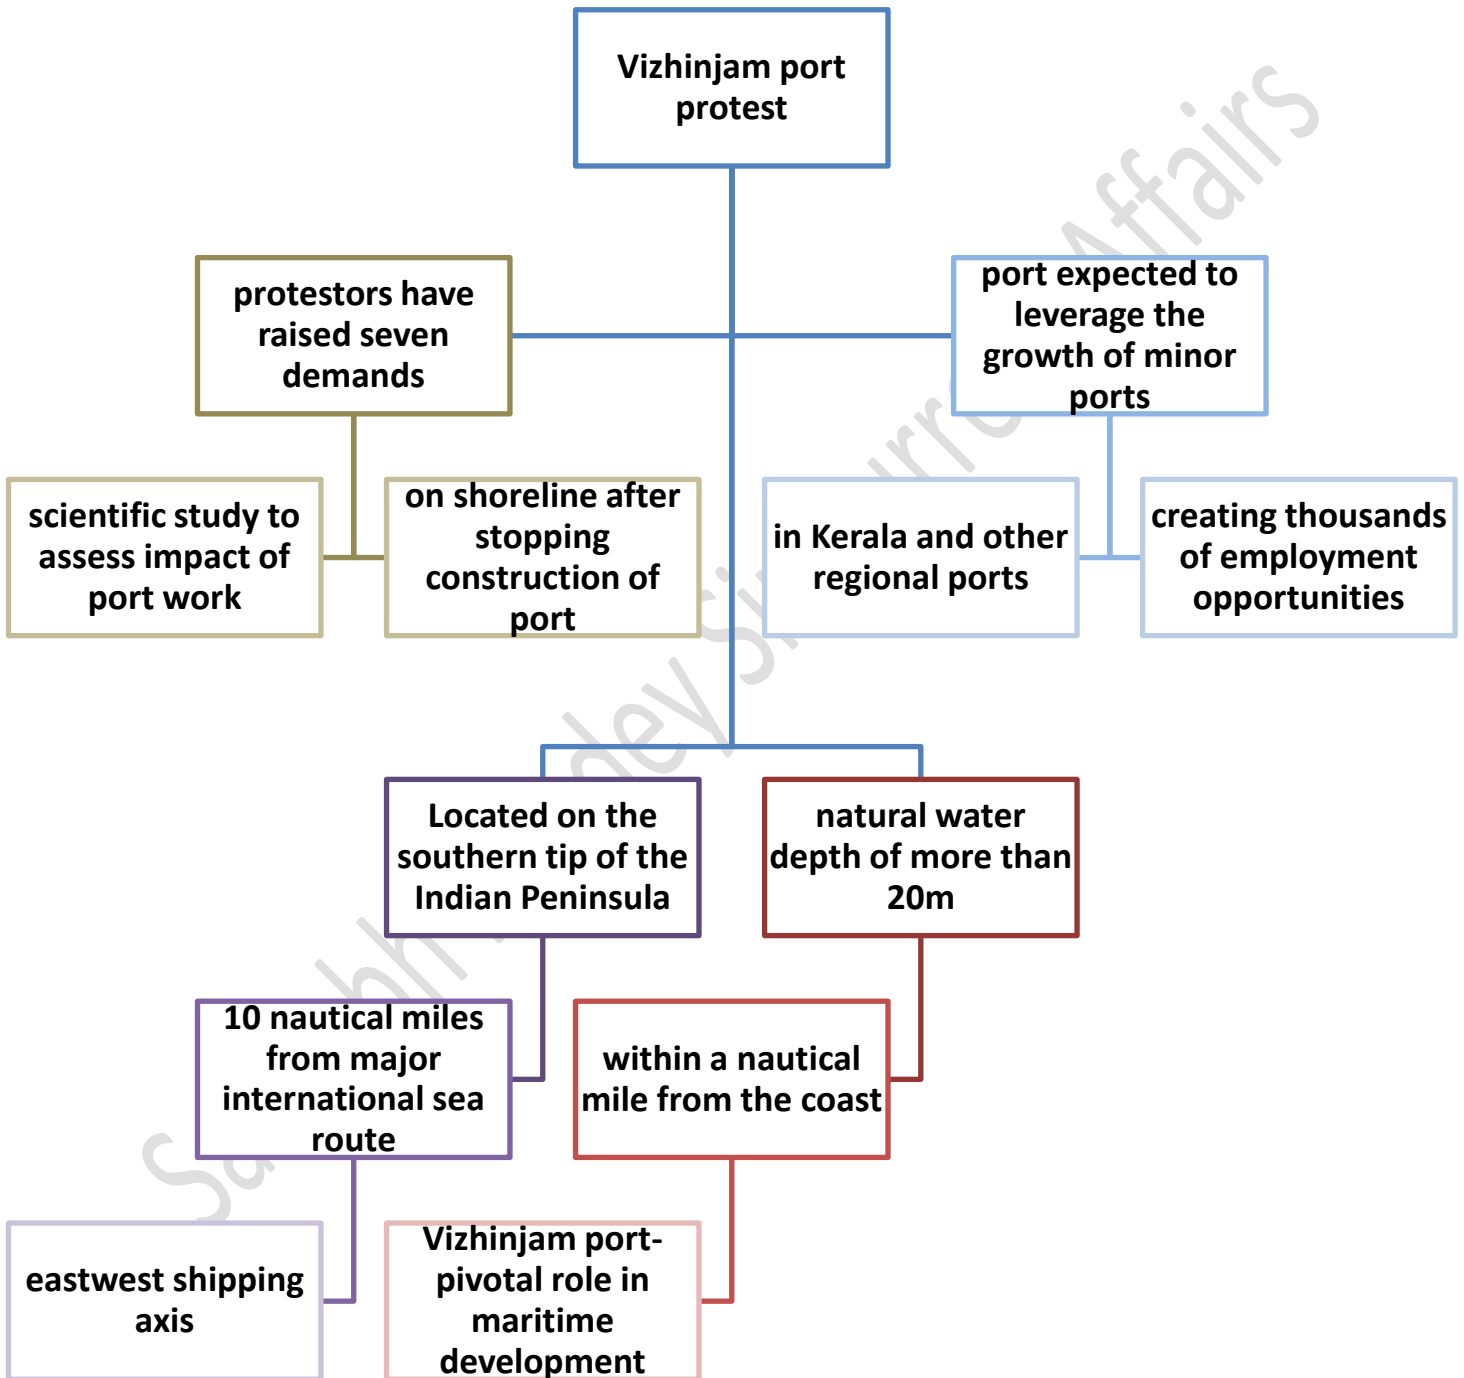 Vizhinjam port
protest
protestors have
raised seven
demands
port expected to
leverage the
growth of minor
ports
scientific study to
assess impact of
port work
on shoreline after
stopping
construction of
port
in Kerala and other
regional ports
creating thousands
of employment
opportunities
Located on the
southern tip of the
Indian Peninsula
natural water
depth of more than
20m
10 nautical miles
from major
international sea
route
within a nautical
mile from the coast
eastwest shipping
axis
Vizhinjam port-
pivotal role in
maritime
development
Affairs